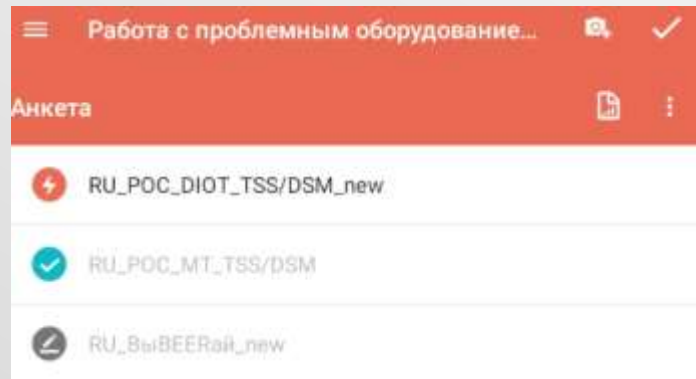 Работа с проблемным оборудование...
Анкета
RU_POC_DIOT_TSS/DSM_new
RU_POC_MT_TSS/DSM
RU_ВыBEERай_new